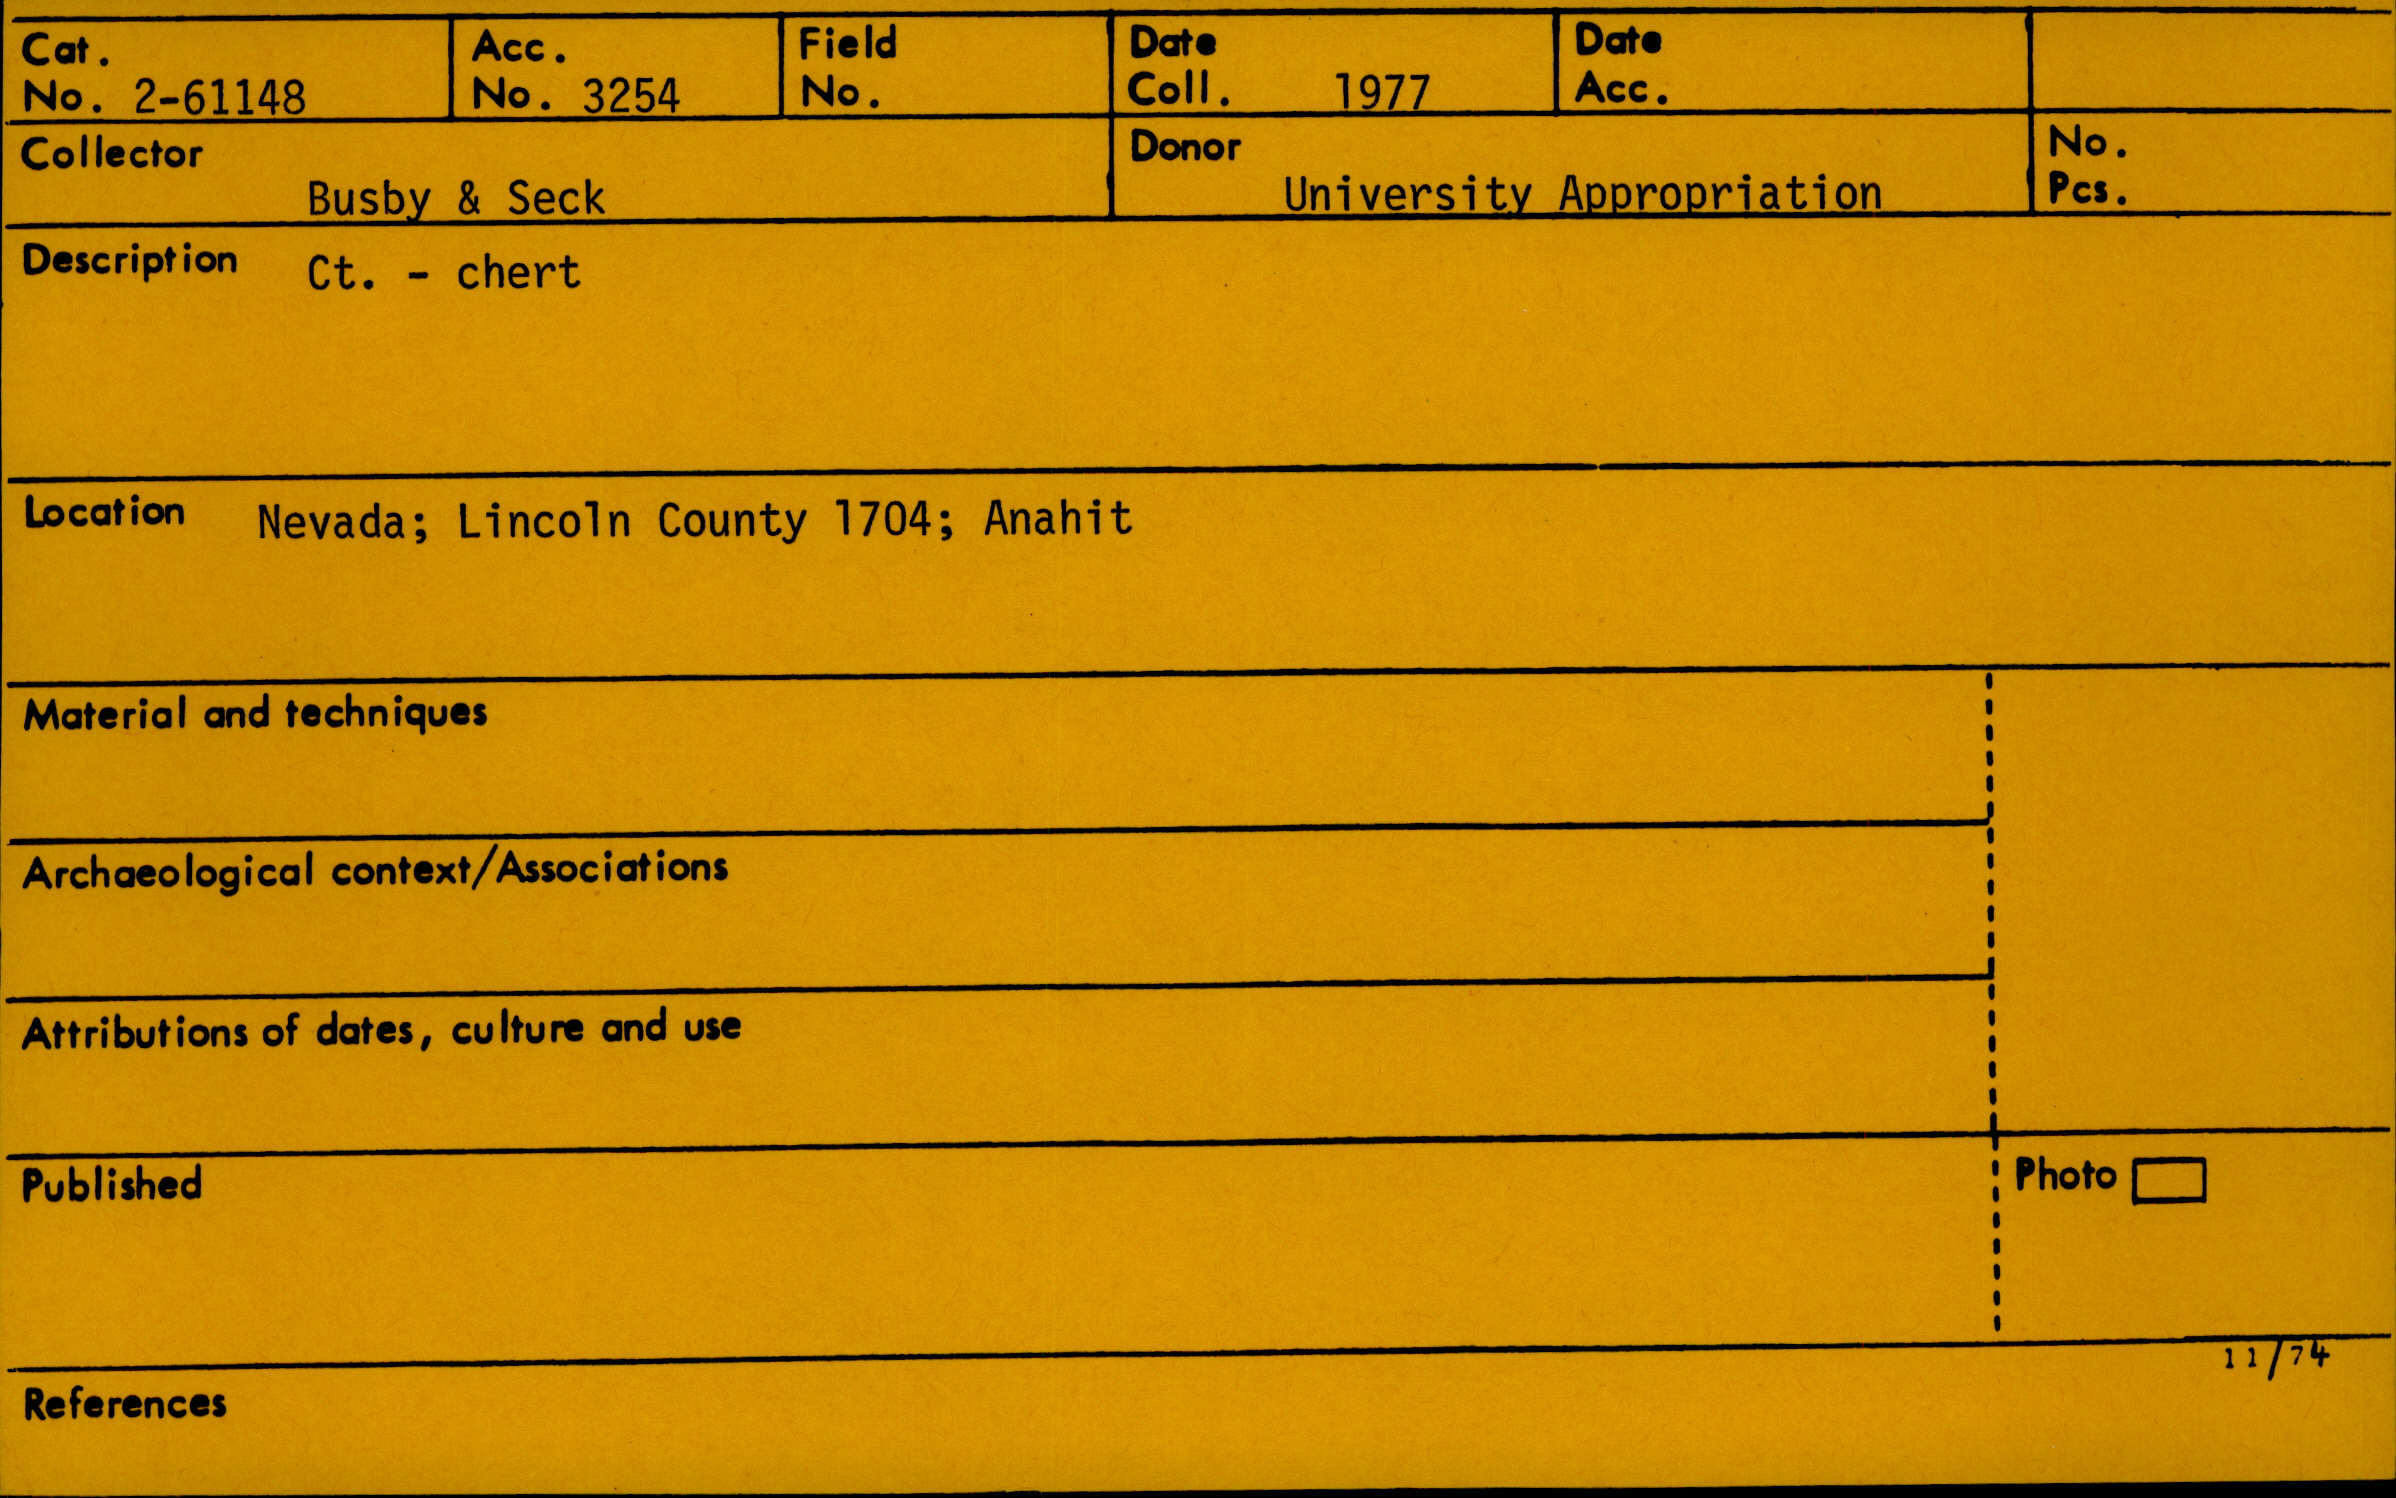 Cat. No. 2-61148
Acc. No. 3254
Field No.
Date Coll. 1977
Date Acc.
Collector
Busby & Seck
Donor
University Appropriation
No. Pcs.
Description Ct. - chert
Location Nevada; Lincoln County 1704; Anahit
Material and techniques
Archaeological context/Associations
Attributions of dates, culture and use
Published
Photo
11/74
References